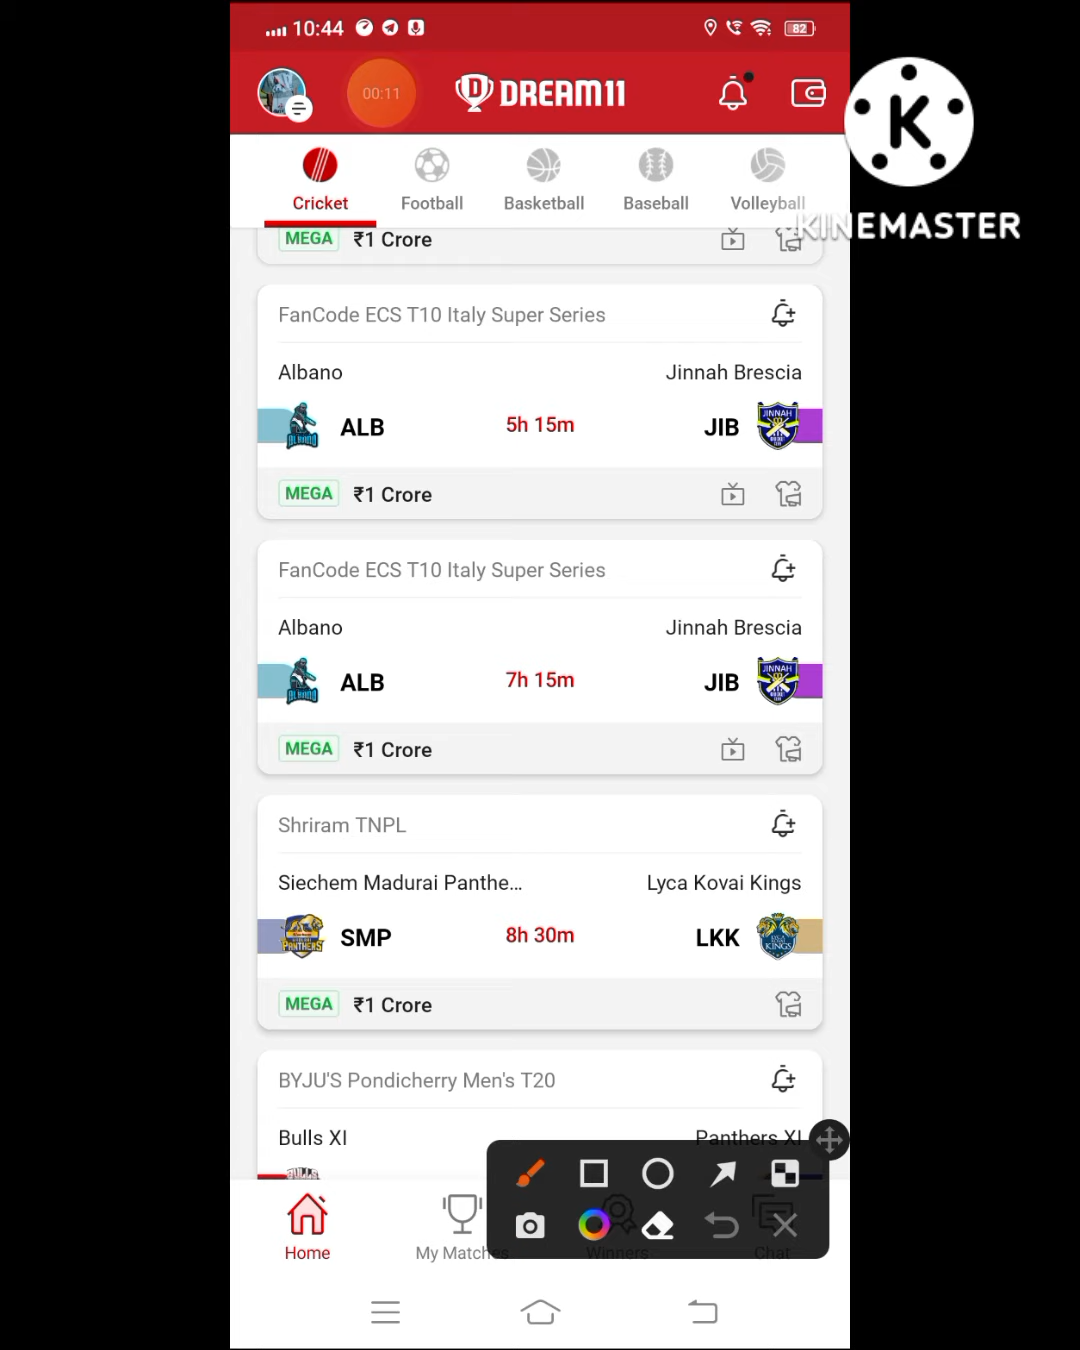 10:44
82
00:11
DREAM11
KINEMASTER
Cricket Football Basketball Baseball Volleyball
MEGA ₹1 Crore
FanCode ECS T10 Italy Super Series
Albano Jinnah Brescia
ALB 5h 15m JIB
MEGA ₹1 Crore
FanCode ECS T10 Italy Super Series
Albano Jinnah Brescia
ALB 7h 15m JIB
MEGA ₹1 Crore
Shriram TNPL
Siechem Madurai Panthe... Lyca Kovai Kings
SMP 8h 30m LKK
MEGA ₹1 Crore
BYJU'S Pondicherry Men's T20
Bulls XI Panthers XI
Home My Matches Winners Chat